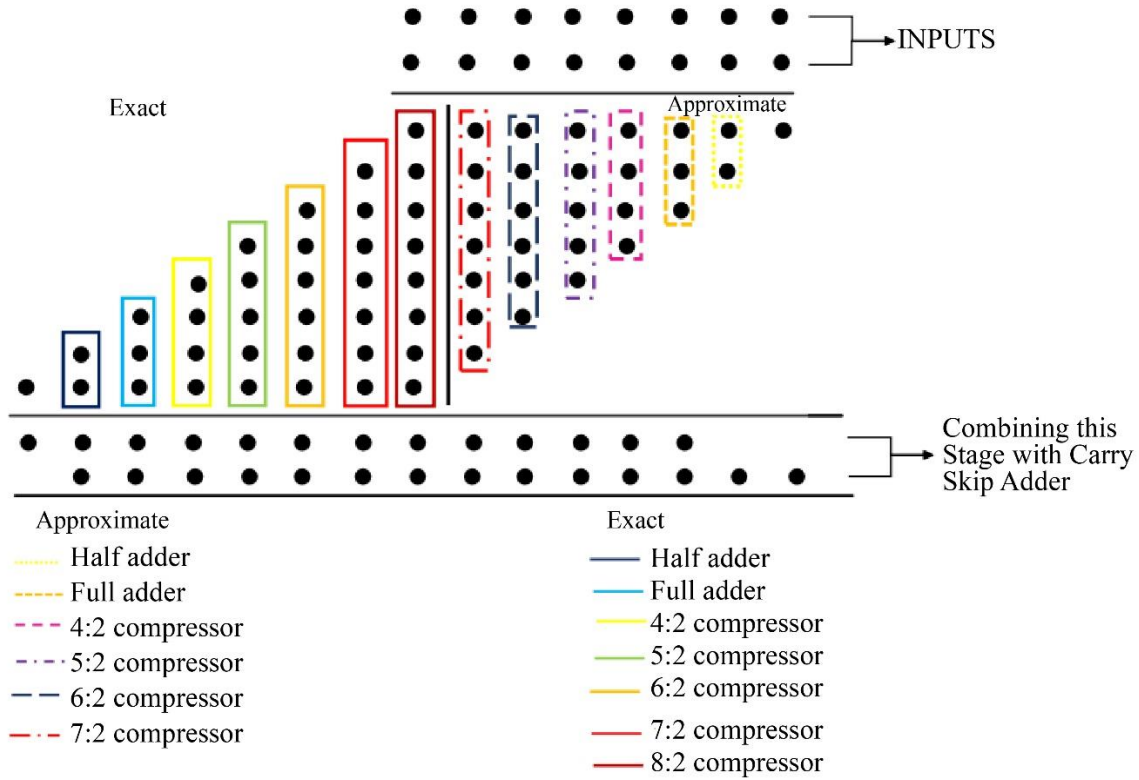 INPUTS
Exact
Approximate
Combining this
Stage with Carry
Skip Adder
Approximate
Half adder
Full adder
4:2 compressor
5:2 compressor
6:2 compressor
7:2 compressor
Exact
Half adder
Full adder
4:2 compressor
5:2 compressor
6:2 compressor
7:2 compressor
8:2 compressor